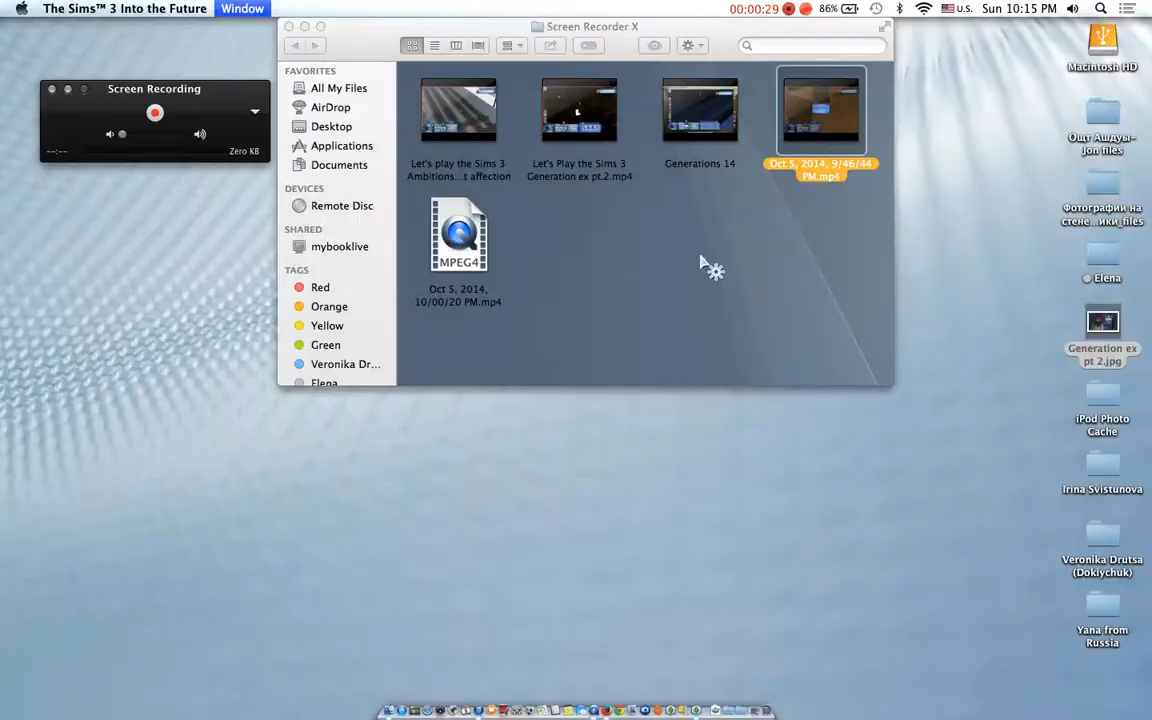 The Sims™ 3 Into the Future Window 00:00:29 86% U.S. Sun 10:15 PM
Screen Recorder X
Screen Recording
--:--
Zero KB
FAVORITES
All My Files
AirDrop
Desktop
Applications
Documents
DEVICES
Remote Disc
SHARED
mybooklive
TAGS
Red
Orange
Yellow
Green
Veronika Dr...
Elena
Let's play the Sims 3
Ambitions...t affection
Let's Play the Sims 3
Generation ex pt.2.mp4
Generations 14
Oct 5, 2014, 9/46/44
PM.mp4
MPEG4
Oct 5, 2014,
10/00/20 PM.mp4
Macintosh HD
Ощт Ашдуы-
Jon files
Фотографии на
стене ...ики_files
Elena
Generation ex
pt 2.jpg
iPod Photo
Cache
Irina Svistunova
Veronika Drutsa
(Dokiychuk)
Yana from
Russia